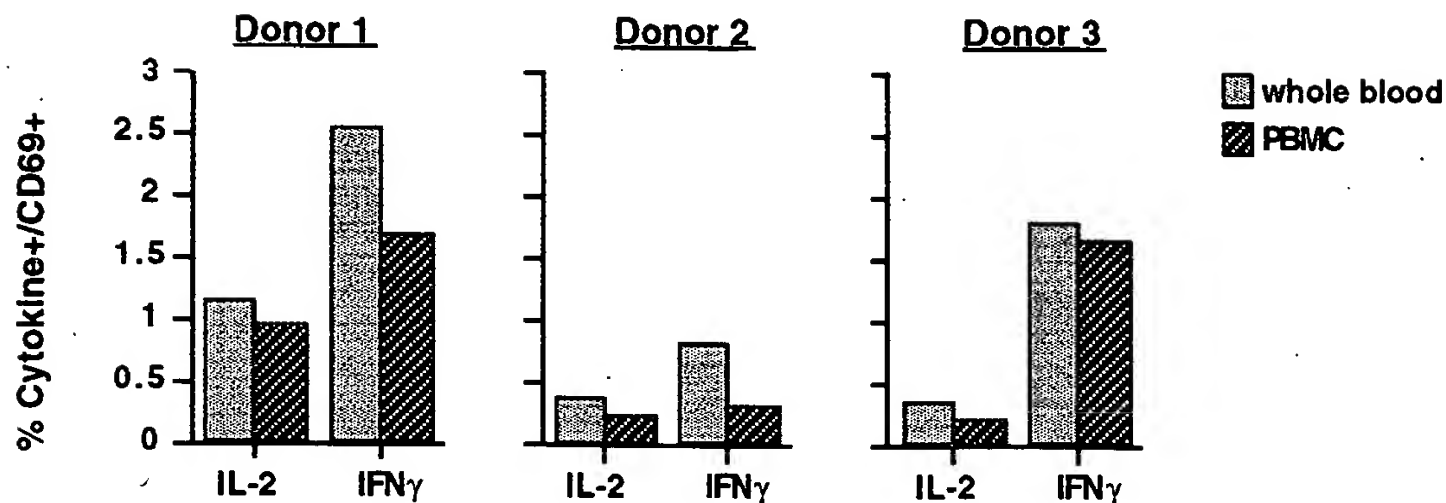 Donor 1
Donor 2
Donor 3
% Cytokine+/CD69+
3
2.5
2
1.5
1
0.5
0
IL-2 IFNγ
IL-2 IFNγ
IL-2 IFNγ
whole blood
PBMC